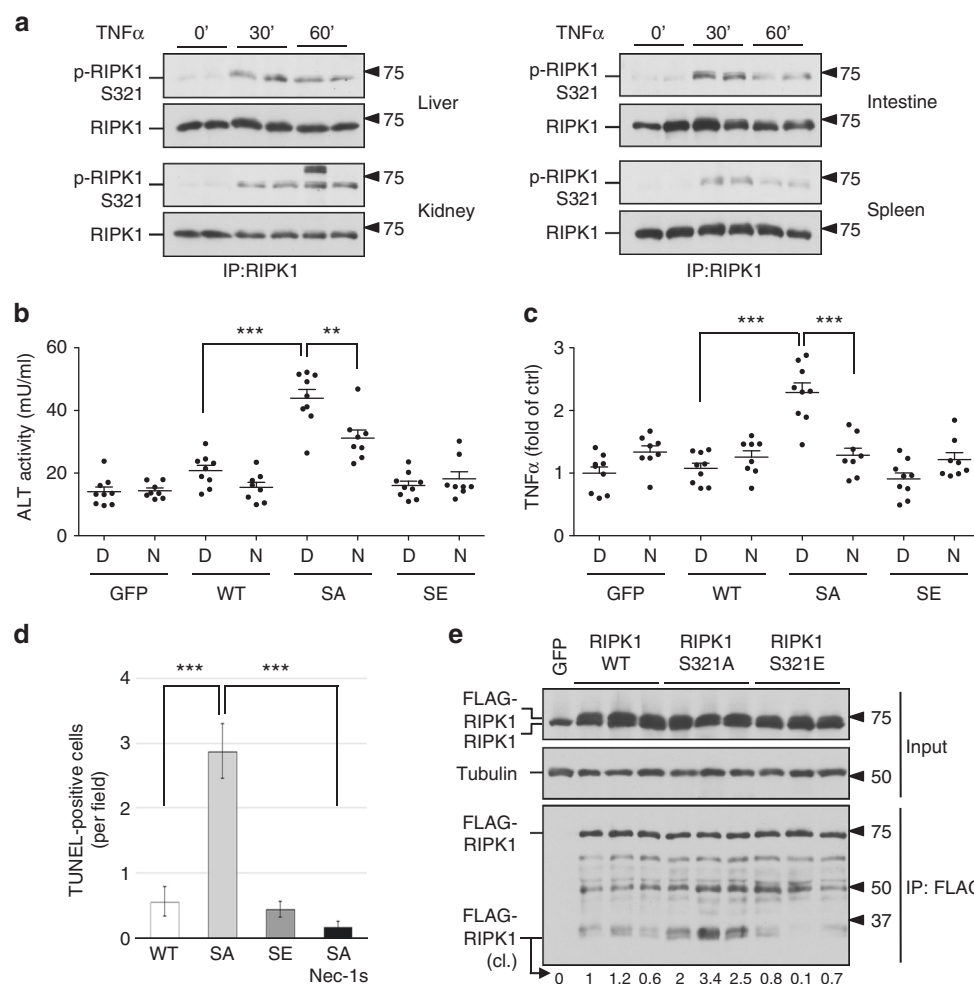 a
TNFα 0' 30' 60'
p-RIPK1
S321
75
Liver
RIPK1
75
p-RIPK1
S321
75
Kidney
RIPK1
75
IP:RIPK1
TNFα 0' 30' 60'
p-RIPK1
S321
75
Intestine
RIPK1
75
p-RIPK1
S321
75
Spleen
RIPK1
75
IP:RIPK1
b
ALT activity (mU/ml)
60
40
20
0
*** **
D N D N D N D N
GFP WT SA SE
c
TNFα (fold of ctrl)
3
2
1
0
*** ***
D N D N D N D N
GFP WT SA SE
d
TUNEL-positive cells
(per field)
4
3
2
1
0
*** ***
WT SA SE SA
Nec-1s
e
GFP
RIPK1 RIPK1 RIPK1
WT S321A S321E
FLAG-
RIPK1
RIPK1
75
Tubulin
50
Input
FLAG-
RIPK1
75
50
37
IP: FLAG
FLAG-
RIPK1
(cl.)
0 1 1.2 0.6 2 3.4 2.5 0.8 0.1 0.7